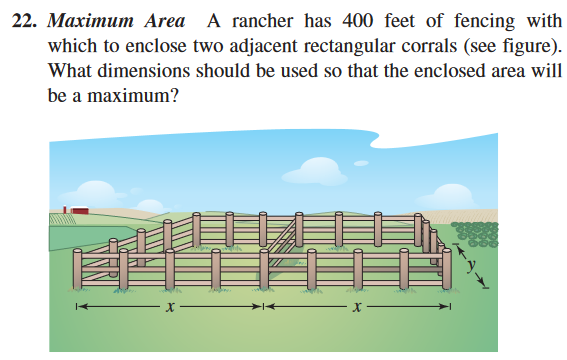 22. Maximum Area A rancher has 400 feet of fencing with
which to enclose two adjacent rectangular corrals (see figure).
What dimensions should be used so that the enclosed area will
be a maximum?
y
x x